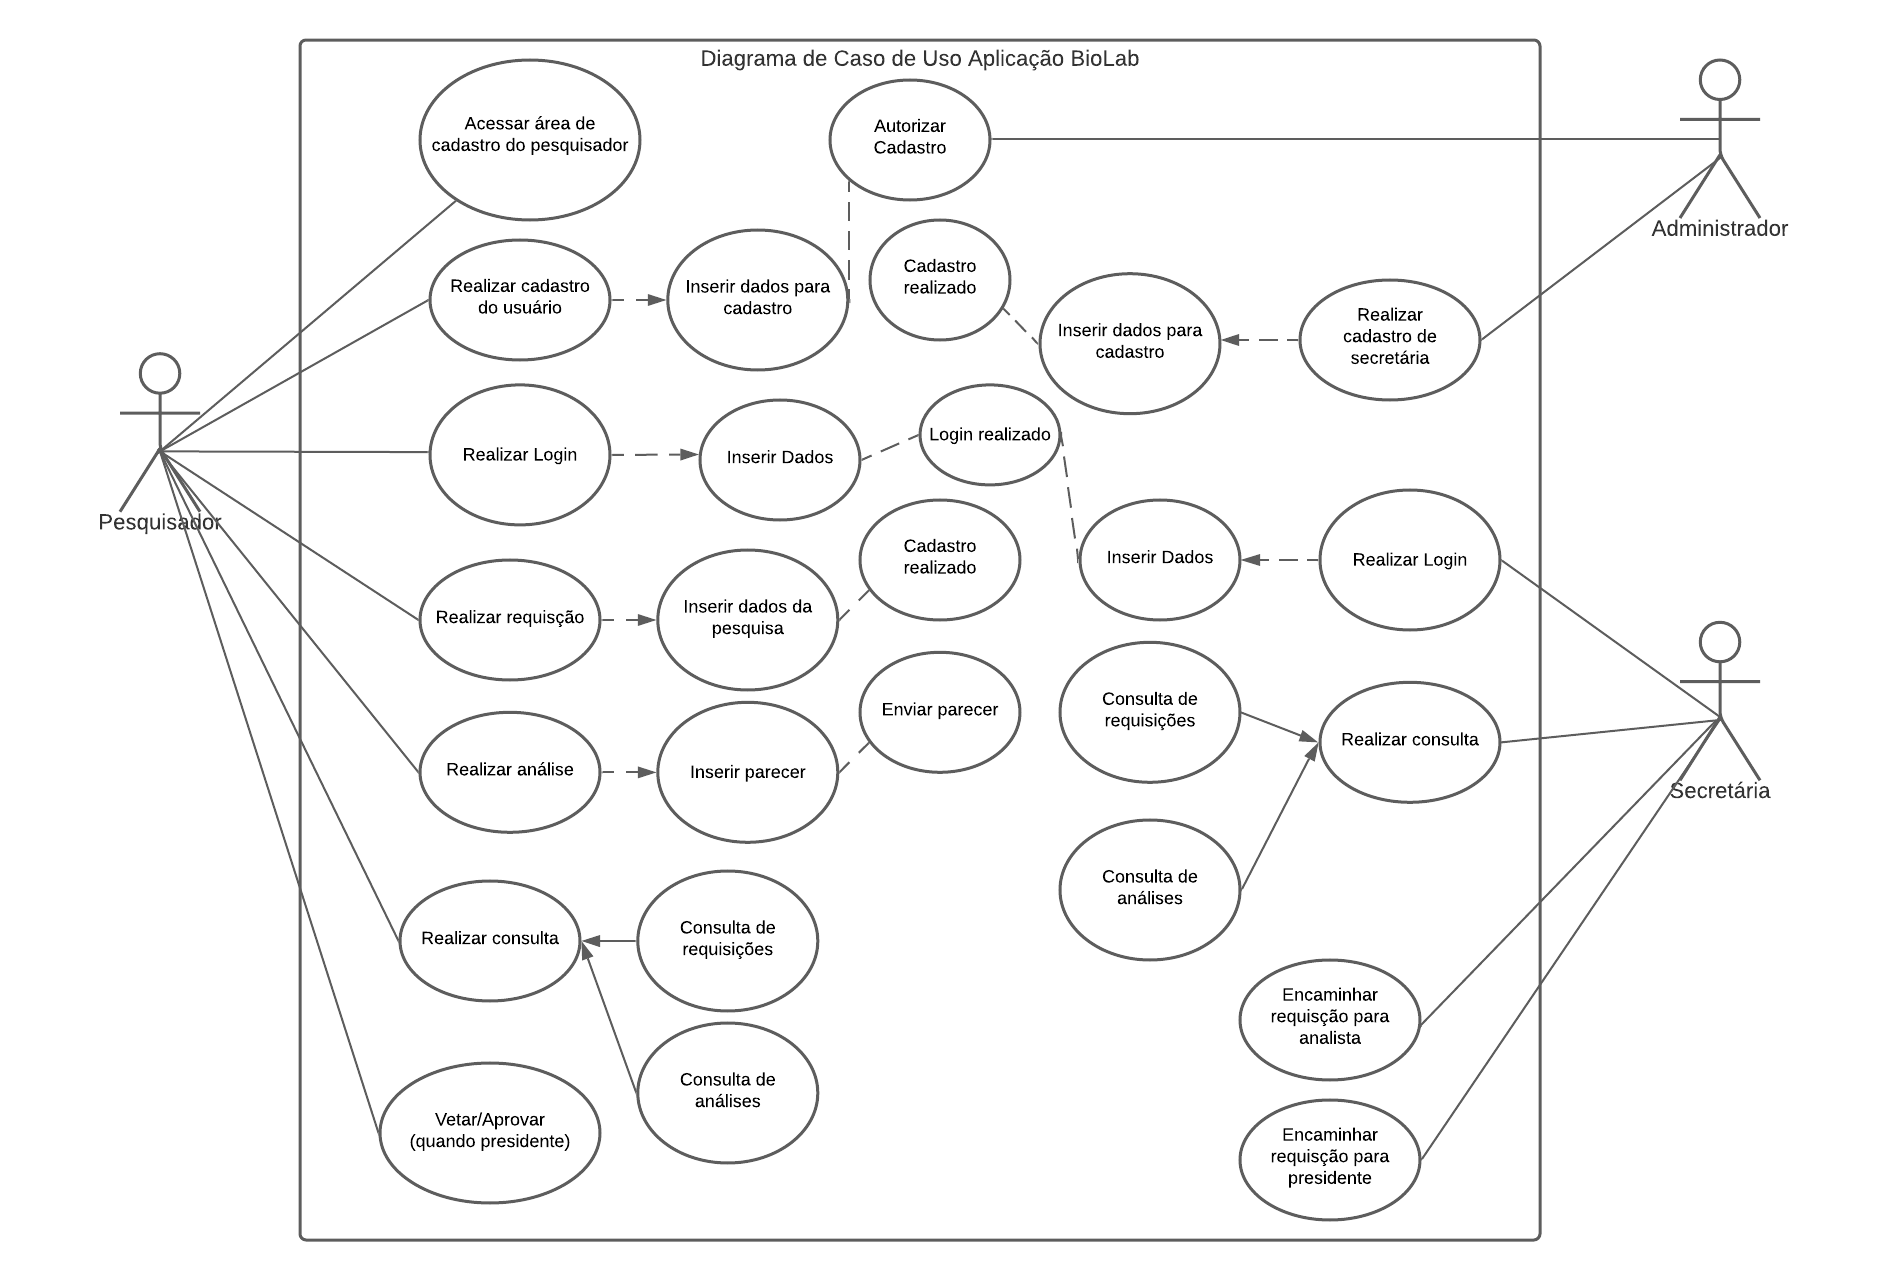 Diagrama de Caso de Uso Aplicação BioLab
Acessar área de
cadastro do pesquisador
Autorizar
Cadastro
Administrador
Realizar cadastro
do usuário
Inserir dados para
cadastro
Cadastro
realizado
Inserir dados para
cadastro
Realizar
cadastro de
secretária
Pesquisador
Realizar Login
Inserir Dados
Login realizado
Inserir Dados
Realizar Login
Realizar requisção
Inserir dados da
pesquisa
Cadastro
realizado
Realizar análise
Inserir parecer
Enviar parecer
Consulta de
requisições
Realizar consulta
Secretária
Consulta de
análises
Realizar consulta
Consulta de
requisições
Consulta de
análises
Encaminhar
requisção para
analista
Vetar/Aprovar
(quando presidente)
Encaminhar
requisção para
presidente